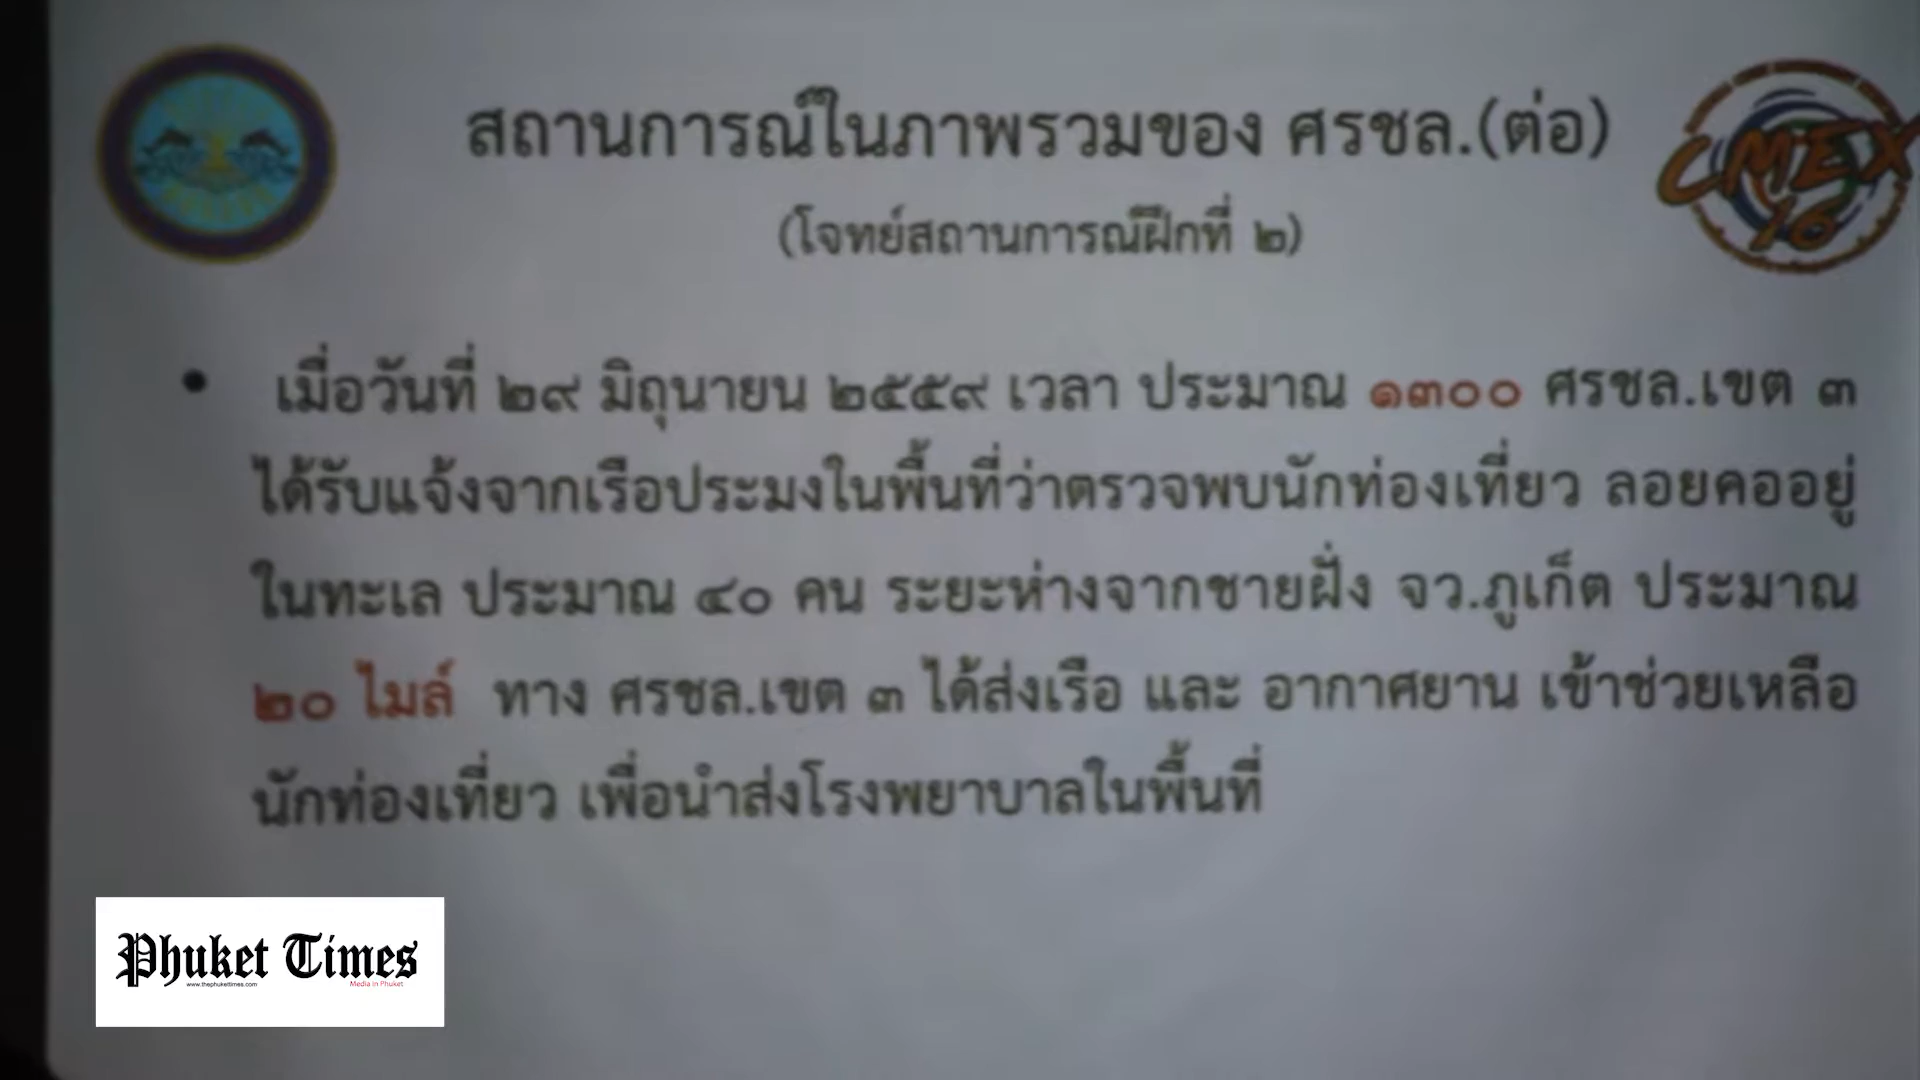 สถานการณ์ในภาพรวมของ ศรชล.(ต่อ)
(โจทย์สถานการณ์ฝึกที่ ๒)
CMEX
16
• เมื่อวันที่ ๒๙ มิถุนายน ๒๕๕๙ เวลา ประมาณ ๑๓๐๐ ศรชล.เขต ๓
ได้รับแจ้งจากเรือประมงในพื้นที่ว่าตรวจพบนักท่องเที่ยว ลอยคออยู่
ในทะเล ประมาณ ๔๐ คน ระยะห่างจากชายฝั่ง จว.ภูเก็ต ประมาณ
๒๐ ไมล์ ทาง ศรชล.เขต ๓ ได้ส่งเรือ และ อากาศยาน เข้าช่วยเหลือ
นักท่องเที่ยว เพื่อนำส่งโรงพยาบาลในพื้นที่
Phuket Times
www.thephukettimes.com
Media in Phuket